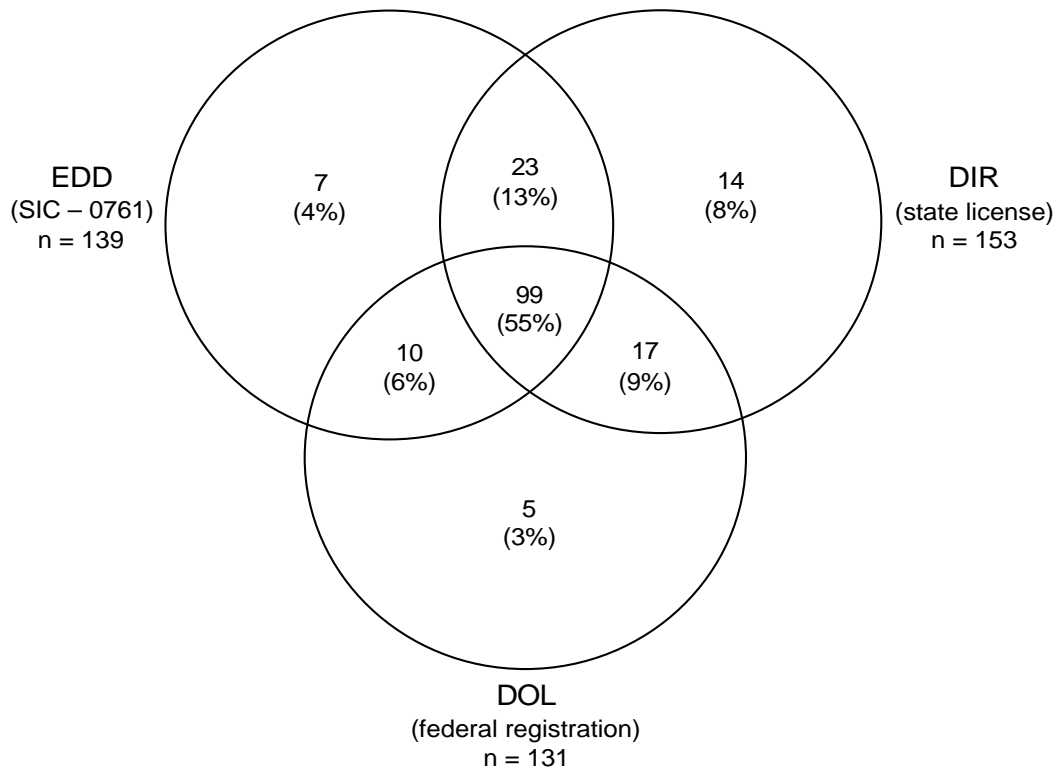 EDD
(SIC – 0761)
n = 139
7
(4%)
23
(13%)
14
(8%)
DIR
(state license)
n = 153
99
(55%)
10
(6%)
17
(9%)
5
(3%)
DOL
(federal registration)
n = 131